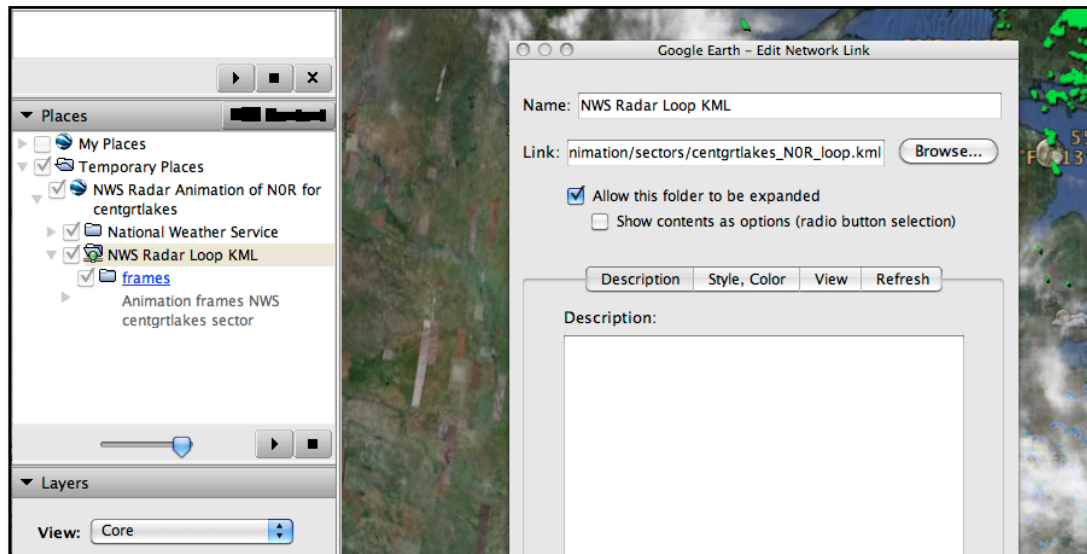 Places
My Places
Temporary Places
NWS Radar Animation of N0R for
centgrtlakes
National Weather Service
NWS Radar Loop KML
frames
Animation frames NWS
centgrtlakes sector
Layers
View: Core
Google Earth – Edit Network Link
Name: NWS Radar Loop KML
Link: nimation/sectors/centgrtlakes_N0R_loop.kml Browse...
Allow this folder to be expanded
Show contents as options (radio button selection)
Description Style, Color View Refresh
Description: